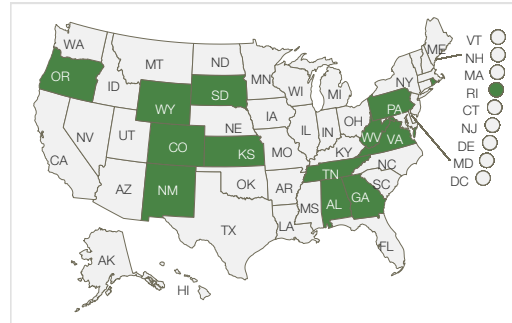 WA
ME
VT
NH
MT
ND
OR
MN
MA
ID
SD
WI
NY
RI
WY
MI
CT
IA
PA
NJ
NE
OH
NV
UT
IL
IN
DE
CO
WV
VA
MD
CA
KS
MO
KY
DC
NC
TN
AZ
NM
OK
AR
SC
MS
AL
GA
TX
LA
FL
AK
HI